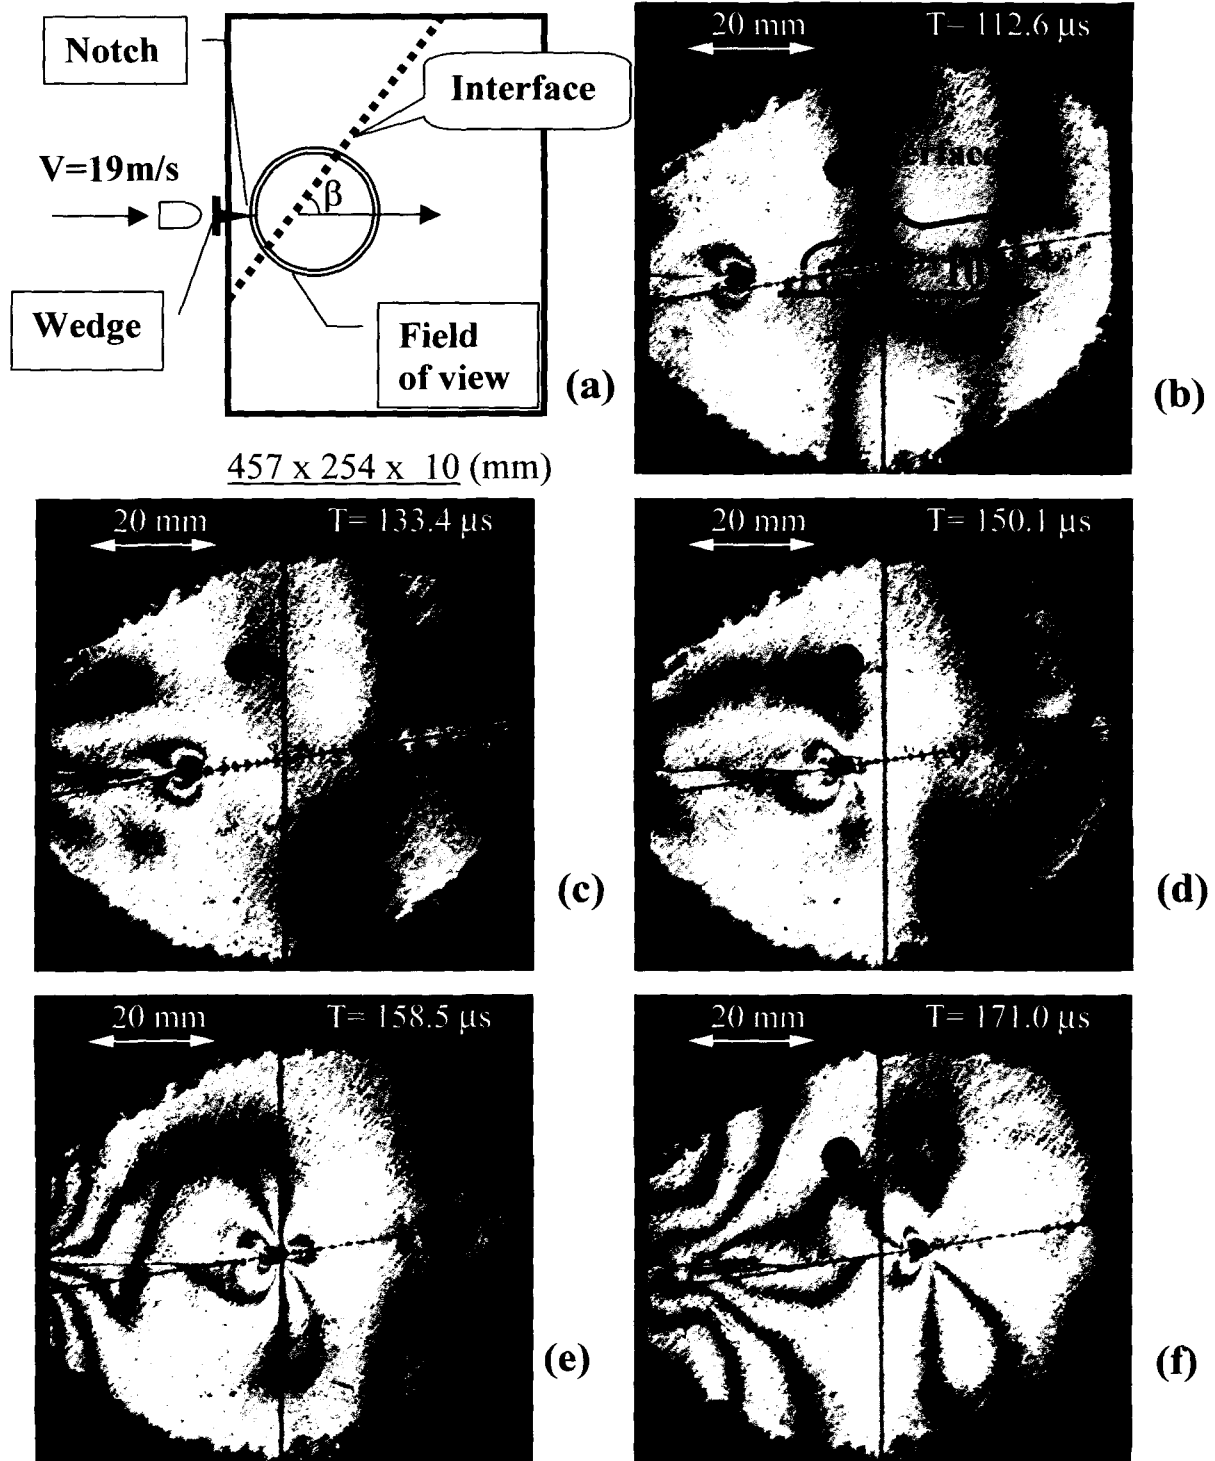 Notch
Interface
V=19m/s
β
Wedge
Field
of view
(a)
457 x 254 x 10 (mm)
20 mm
T= 112.6 μs
(b)
20 mm
T= 133.4 μs
(c)
20 mm
T= 150.1 μs
(d)
20 mm
T= 158.5 μs
(e)
20 mm
T= 171.0 μs
(f)